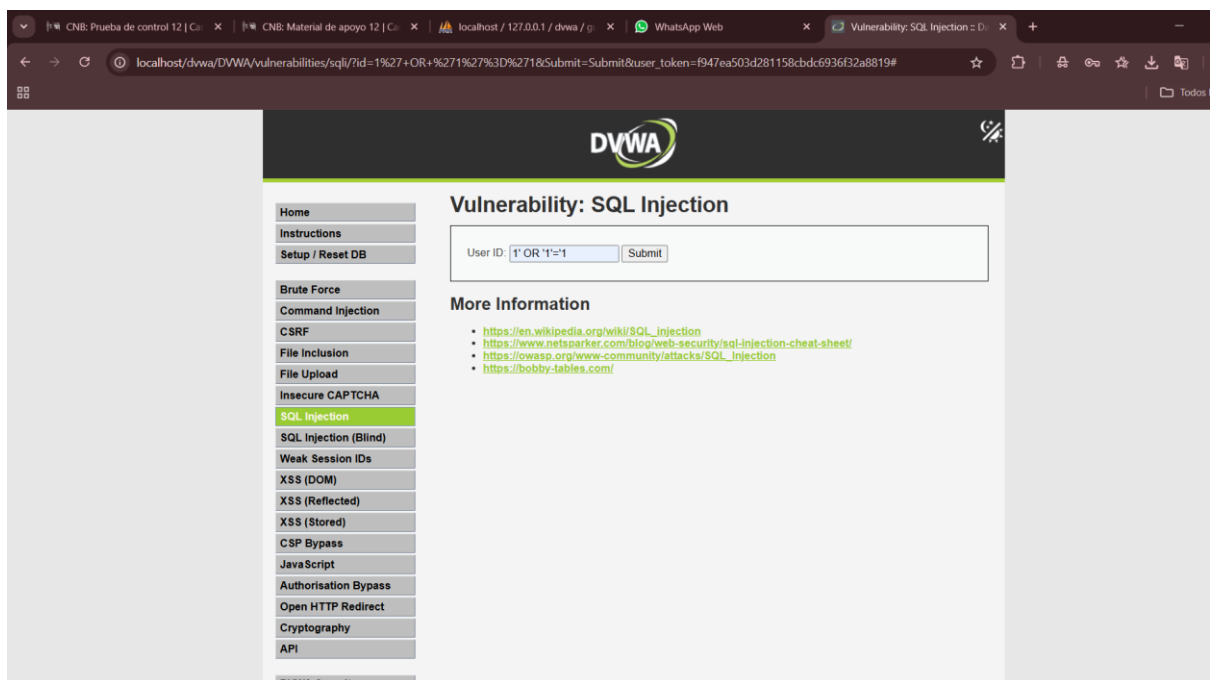 CNB: Prueba de control 12 | Ca
CNB: Material de apoyo 12 | Ca
localhost / 127.0.0.1 / dvwa / g
WhatsApp Web
Vulnerability: SQL Injection :: D
localhost/dvwa/DVWA/vulnerabilities/sqli/?id=1%27+OR+%271%27%3D%271&Submit=Submit&user_token=f947ea503d281158cbdc6936f32a8819#
Todos
DVWA
Home
Instructions
Setup / Reset DB
Brute Force
Command Injection
CSRF
File Inclusion
File Upload
Insecure CAPTCHA
SQL Injection
SQL Injection (Blind)
Weak Session IDs
XSS (DOM)
XSS (Reflected)
XSS (Stored)
CSP Bypass
JavaScript
Authorisation Bypass
Open HTTP Redirect
Cryptography
API
Vulnerability: SQL Injection
User ID: 1' OR '1'='1 Submit
More Information
https://en.wikipedia.org/wiki/SQL_injection
https://www.netsparker.com/blog/web-security/sql-injection-cheat-sheet/
https://owasp.org/www-community/attacks/SQL_Injection
https://bobby-tables.com/